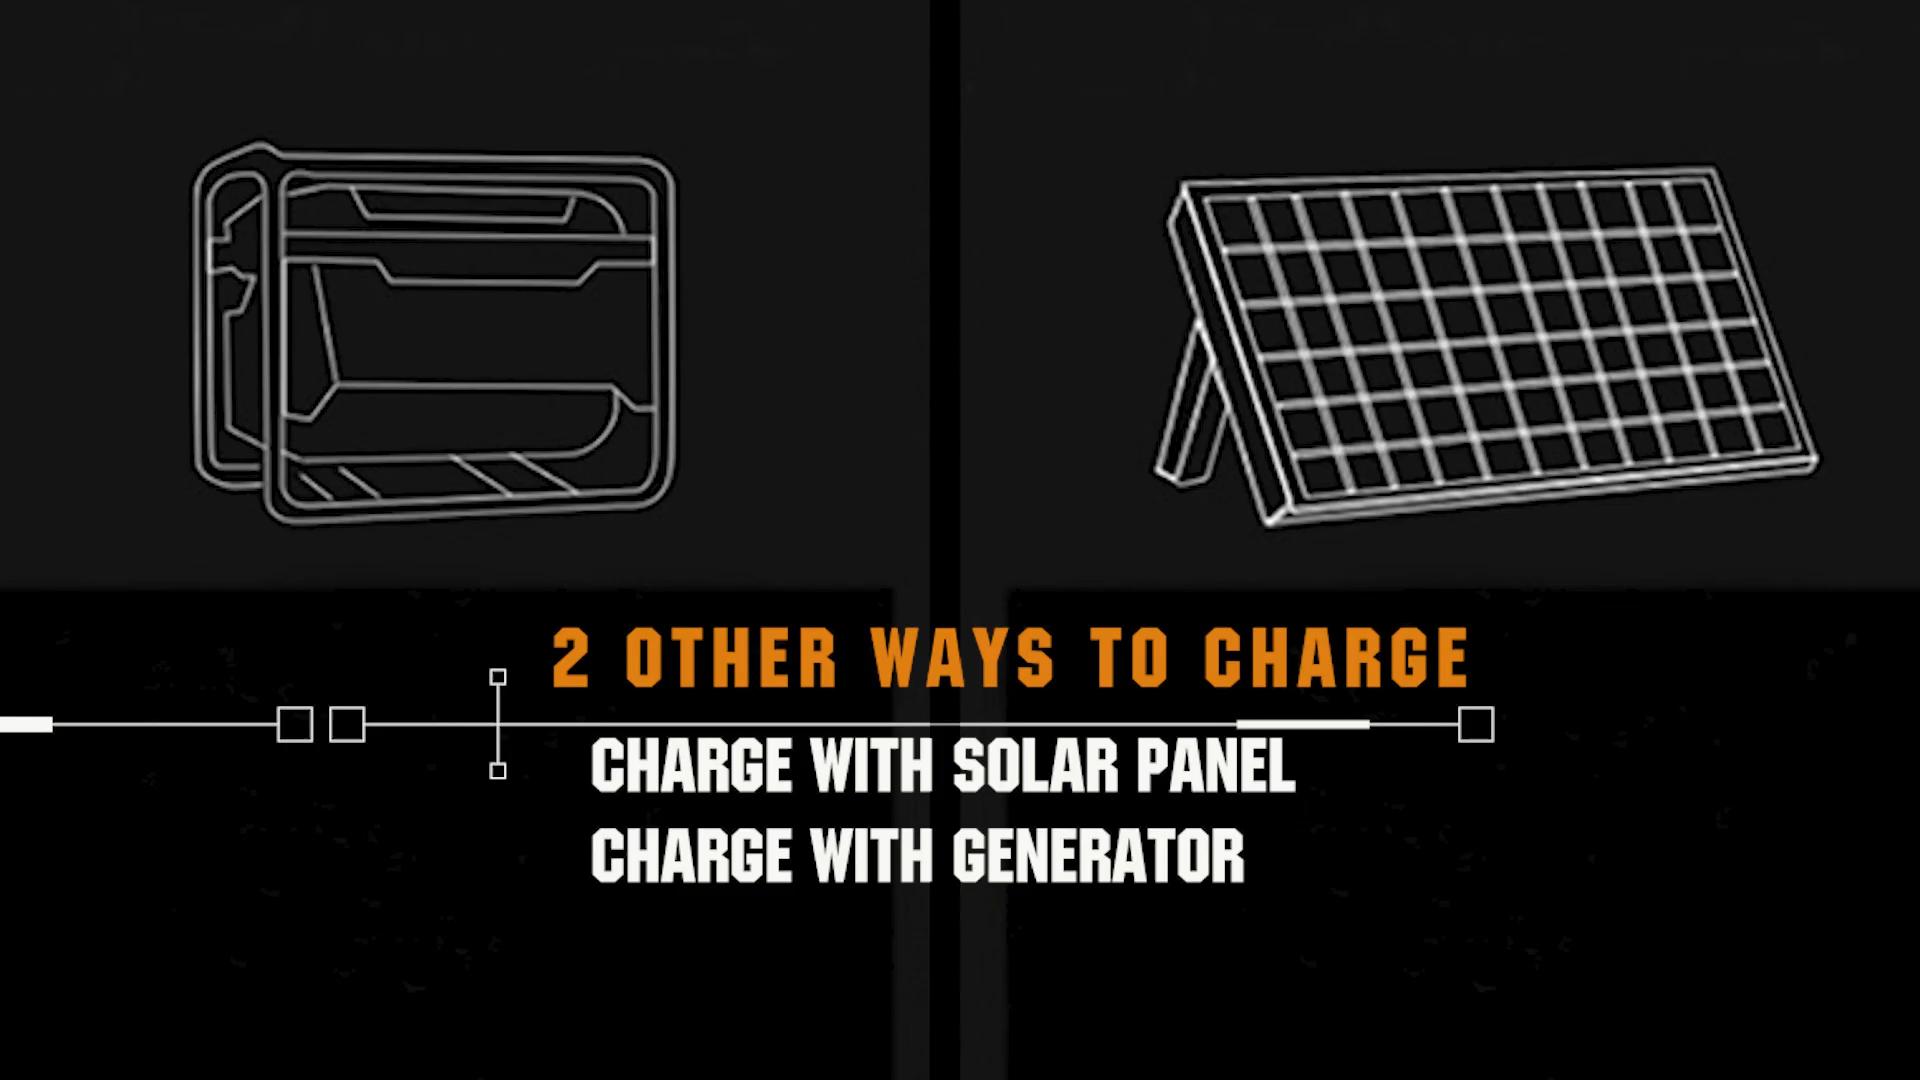 2 OTHER WAYS TO CHARGE
CHARGE WITH SOLAR PANEL
CHARGE WITH GENERATOR